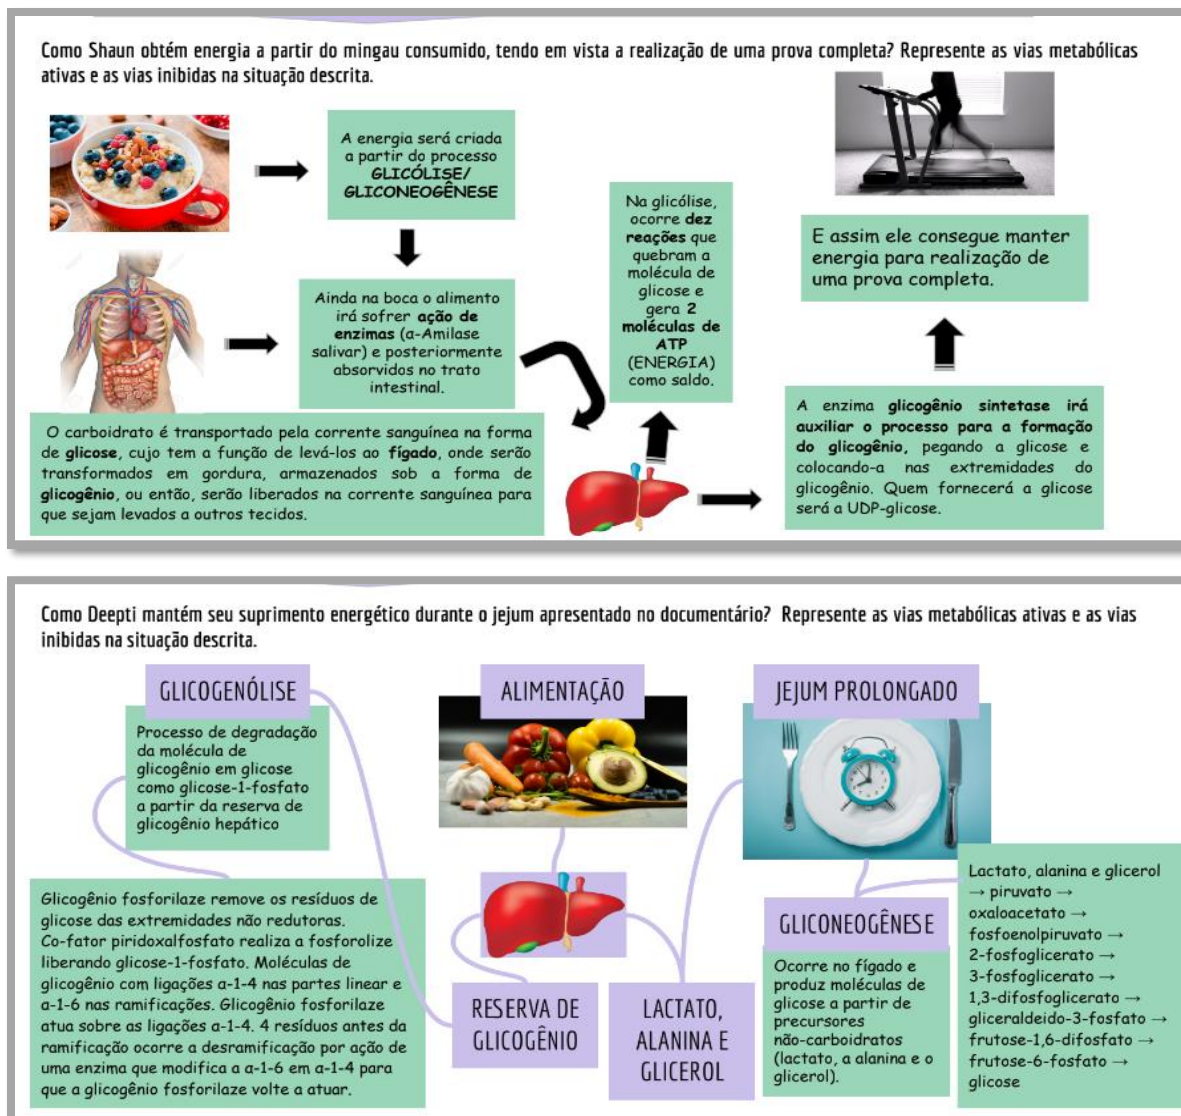 Como Shaun obtém energia a partir do mingau consumido, tendo em vista a realização de uma prova completa? Represente as vias metabólicas
ativas e as vias inibidas na situação descrita.
A energia será criada
a partir do processo
GLICÓLISE/
GLICONEOGÊNESE
Ainda na boca o alimento
irá sofrer ação de
enzimas (α-Amilase
salivar) e posteriormente
absorvidos no trato
intestinal.
O carboidrato é transportado pela corrente sanguínea na forma
de glicose, cujo tem a função de levá-los ao fígado, onde serão
transformados em gordura, armazenados sob a forma de
glicogênio, ou então, serão liberados na corrente sanguínea para
que sejam levados a outros tecidos.
Na glicólise,
ocorre dez
reações que
quebram a
molécula de
glicose e
gera 2
moléculas de
ATP
(ENERGIA)
como saldo.
A enzima glicogênio sintetase irá
auxiliar o processo para a formação
do glicogênio, pegando a glicose e
colocando-a nas extremidades do
glicogênio. Quem fornecerá a glicose
será a UDP-glicose.
E assim ele consegue manter
energia para realização de
uma prova completa.
Como Deepti mantém seu suprimento energético durante o jejum apresentado no documentário? Represente as vias metabólicas ativas e as vias
inibidas na situação descrita.
GLICOGENÓLISE
Processo de degradação
da molécula de
glicogênio em glicose
como glicose-1-fosfato
a partir da reserva de
glicogênio hepático
Glicogênio fosforilaze remove os resíduos de
glicose das extremidades não redutoras.
Co-fator piridoxalfosfato realiza a fosforolize
liberando glicose-1-fosfato. Moléculas de
glicogênio com ligações α-1-4 nas partes linear e
α-1-6 nas ramificações. Glicogênio fosforilaze
atua sobre as ligações α-1-4. 4 resíduos antes da
ramificação ocorre a desramificação por ação de
uma enzima que modifica a α-1-6 em α-1-4 para
que a glicogênio fosforilaze volte a atuar.
ALIMENTAÇÃO
RESERVA DE
GLICOGÊNIO
LACTATO,
ALANINA E
GLICEROL
JEJUM PROLONGADO
GLICONEOGÊNESE
Ocorre no fígado e
produz moléculas de
glicose a partir de
precursores
não-carboidratos
(lactato, a alanina e o
glicerol).
Lactato, alanina e glicerol
→ piruvato →
oxaloacetato →
fosfoenolpiruvato →
2-fosfoglicerato →
3-fosfoglicerato →
1,3-difosfoglicerato →
gliceraldeido-3-fosfato →
frutose-1,6-difosfato →
frutose-6-fosfato →
glicose